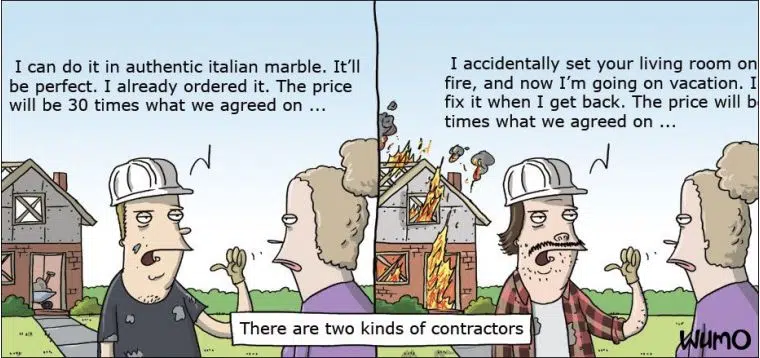 I can do it in authentic italian marble. It'll
be perfect. I already ordered it. The price
will be 30 times what we agreed on ...
I accidentally set your living room on
fire, and now I'm going on vacation. I
fix it when I get back. The price will
times what we agreed on ...
There are two kinds of contractors
WUMO